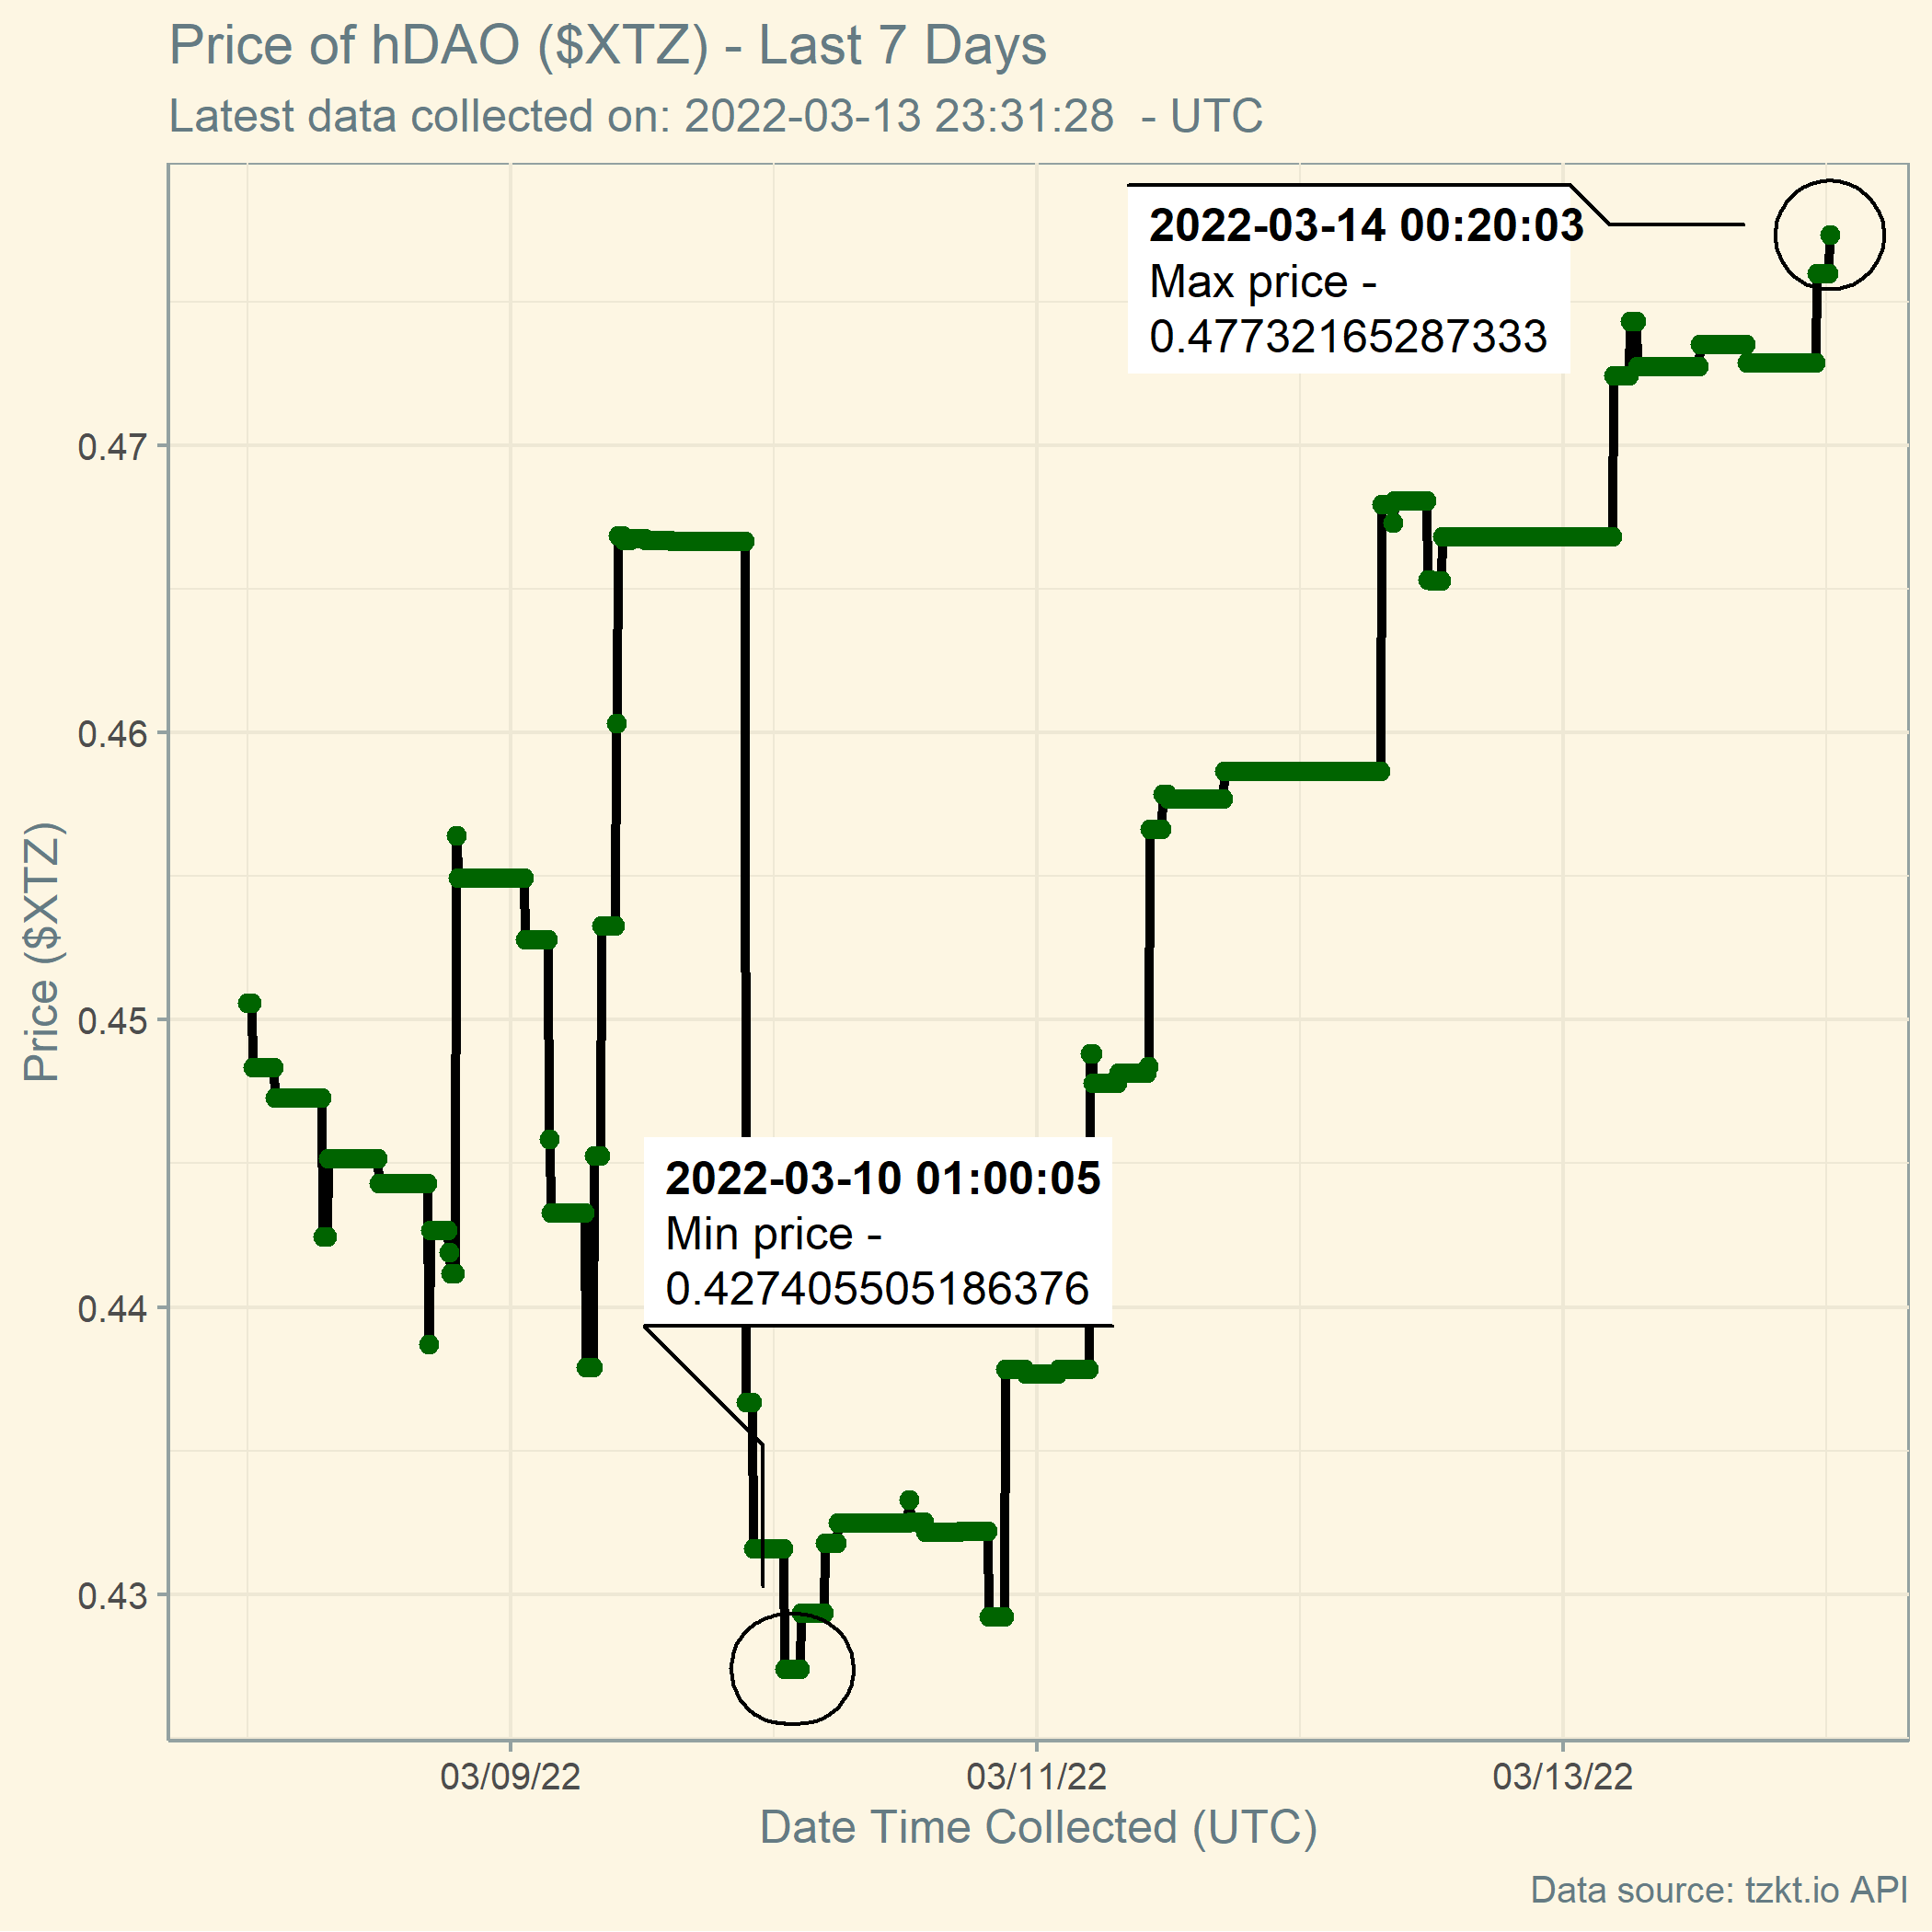 Price of hDAO ($XTZ) - Last 7 Days
Latest data collected on: 2022-03-13 23:31:28  - UTC
2022-03-14 00:20:03
Max price -
0.47732165287333
0.47
0.46
Price ($XTZ)
0.45
2022-03-10 01:00:05
Min price -
0.427405505186376
0.44
0.43
03/09/22
03/11/22
03/13/22
Date Time Collected (UTC)
Data source: tzkt.io API